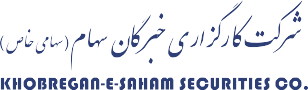 شرکت کارگزاری خبرگان سهام (سهامی خاص)
KHOBREGAN-E-SAHAM SECURITIES CO.